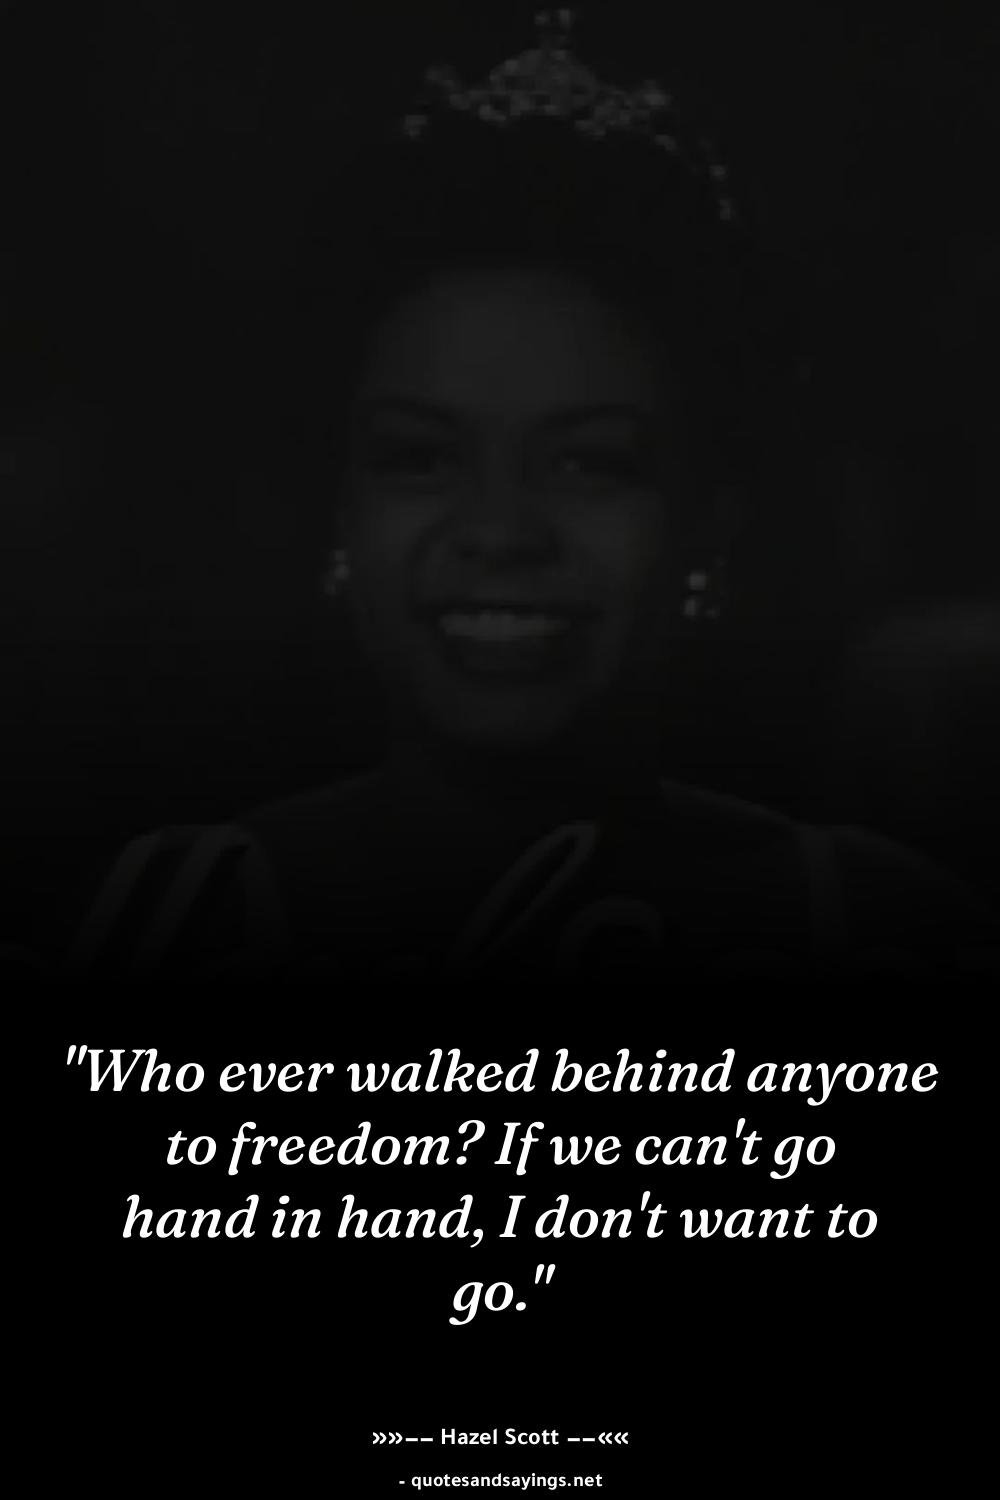 "Who ever walked behind anyone
to freedom? If we can't go
hand in hand, I don't want to
go."
»»–– Hazel Scott ––««
- quotesandsayings.net